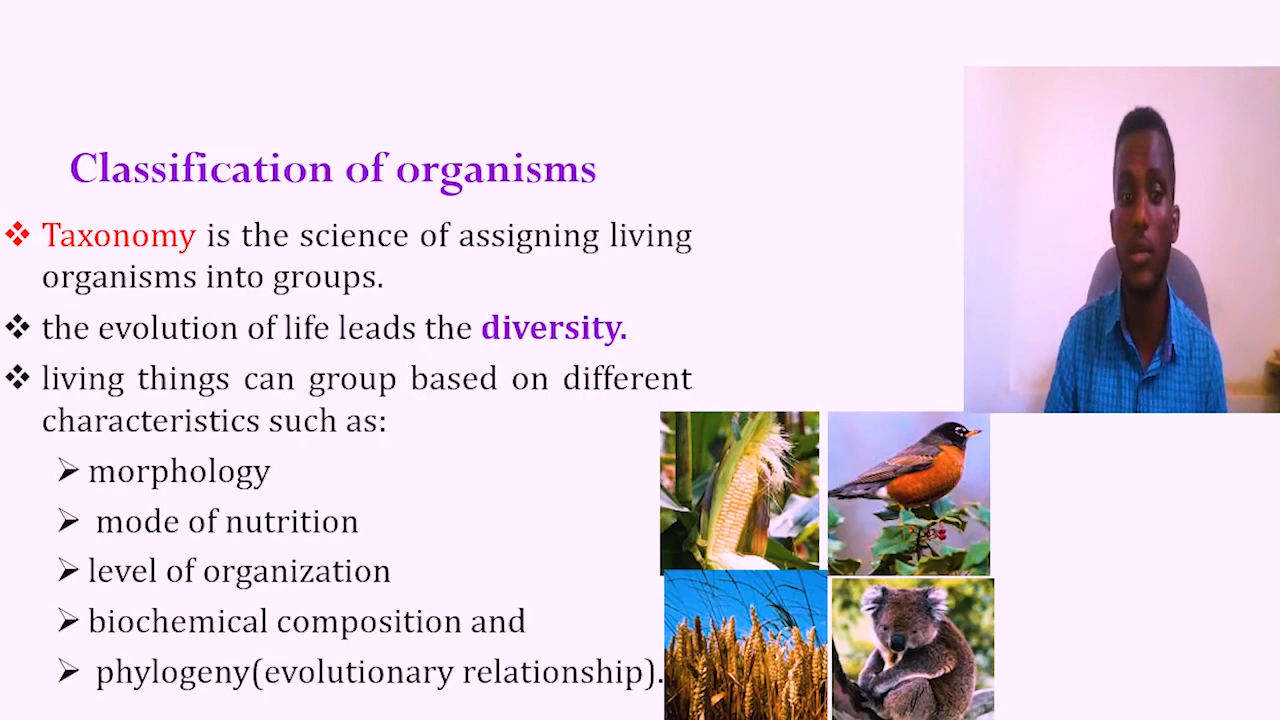 Classification of organisms
❖ Taxonomy is the science of assigning living
organisms into groups.
❖ the evolution of life leads the diversity.
❖ living things can group based on different
characteristics such as:
➢ morphology
➢ mode of nutrition
➢ level of organization
➢ biochemical composition and
➢ phylogeny(evolutionary relationship).